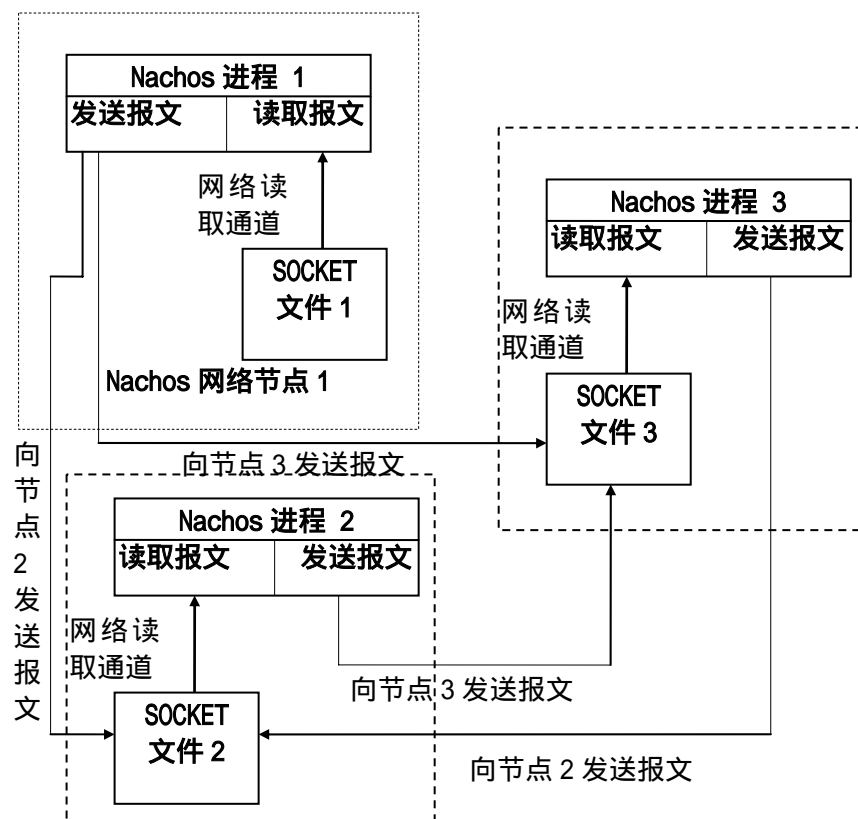 Nachos 进程 1
发送报文 读取报文
网络读
取通道
SOCKET
文件 1
Nachos 网络节点 1
Nachos 进程 3
读取报文 发送报文
网络读
取通道
SOCKET
文件 3
向节点 3 发送报文
向节点2发送报文
Nachos 进程 2
读取报文 发送报文
网络读
取通道
向节点 3 发送报文
SOCKET
文件 2
向节点 2 发送报文